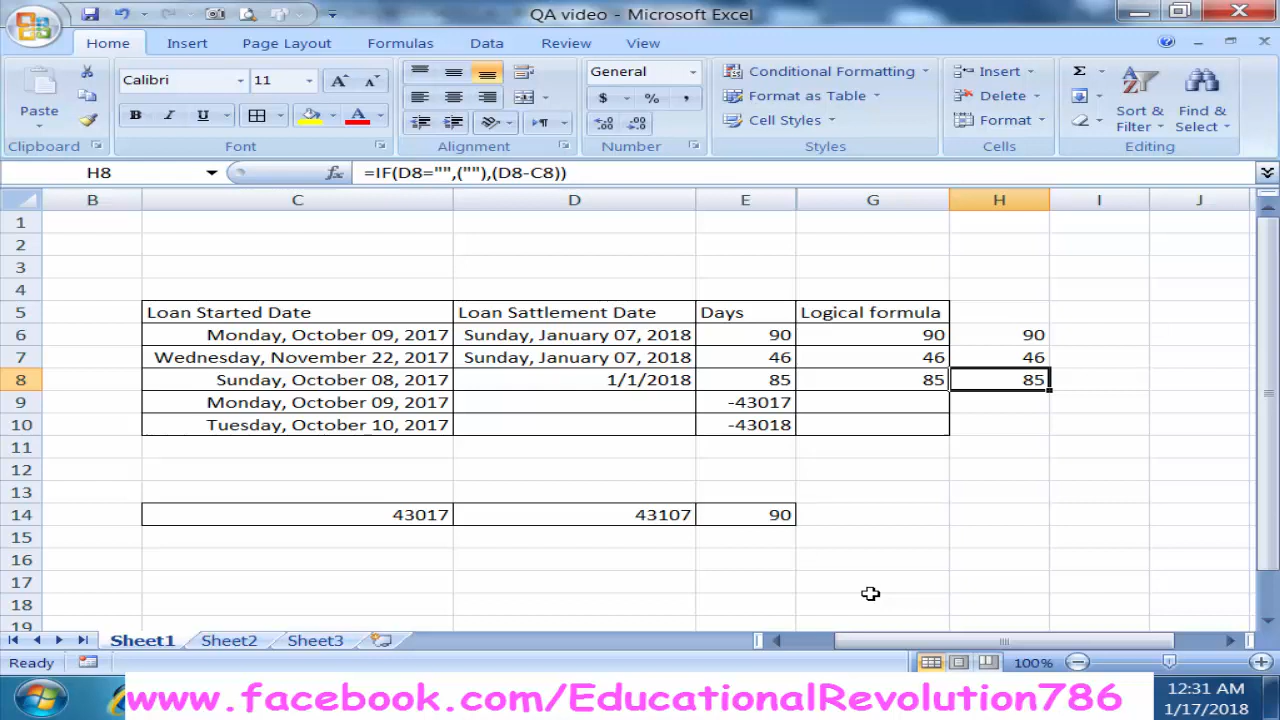 QA video - Microsoft Excel
Home Insert Page Layout Formulas Data Review View
Calibri 11 General Conditional Formatting Insert Σ
Paste Format as Table Delete Sort & Find &
B I U A $ % , Cell Styles Format Filter Select
Clipboard Font Alignment Number Styles Cells Editing
H8 fx =IF(D8="",(""),(D8-C8))
B C D E G H I J
1
2
3
4
5 Loan Started Date Loan Sattlement Date Days Logical formula
6 Monday, October 09, 2017 Sunday, January 07, 2018 90 90 90
7 Wednesday, November 22, 2017 Sunday, January 07, 2018 46 46 46
8 Sunday, October 08, 2017 1/1/2018 85 85 85
9 Monday, October 09, 2017 -43017
10 Tuesday, October 10, 2017 -43018
11
12
13
14 43017 43107 90
15
16
17
18
19
Sheet1 Sheet2 Sheet3
Ready 100%
www.facebook.com/EducationalRevolution786
12:31 AM
1/17/2018